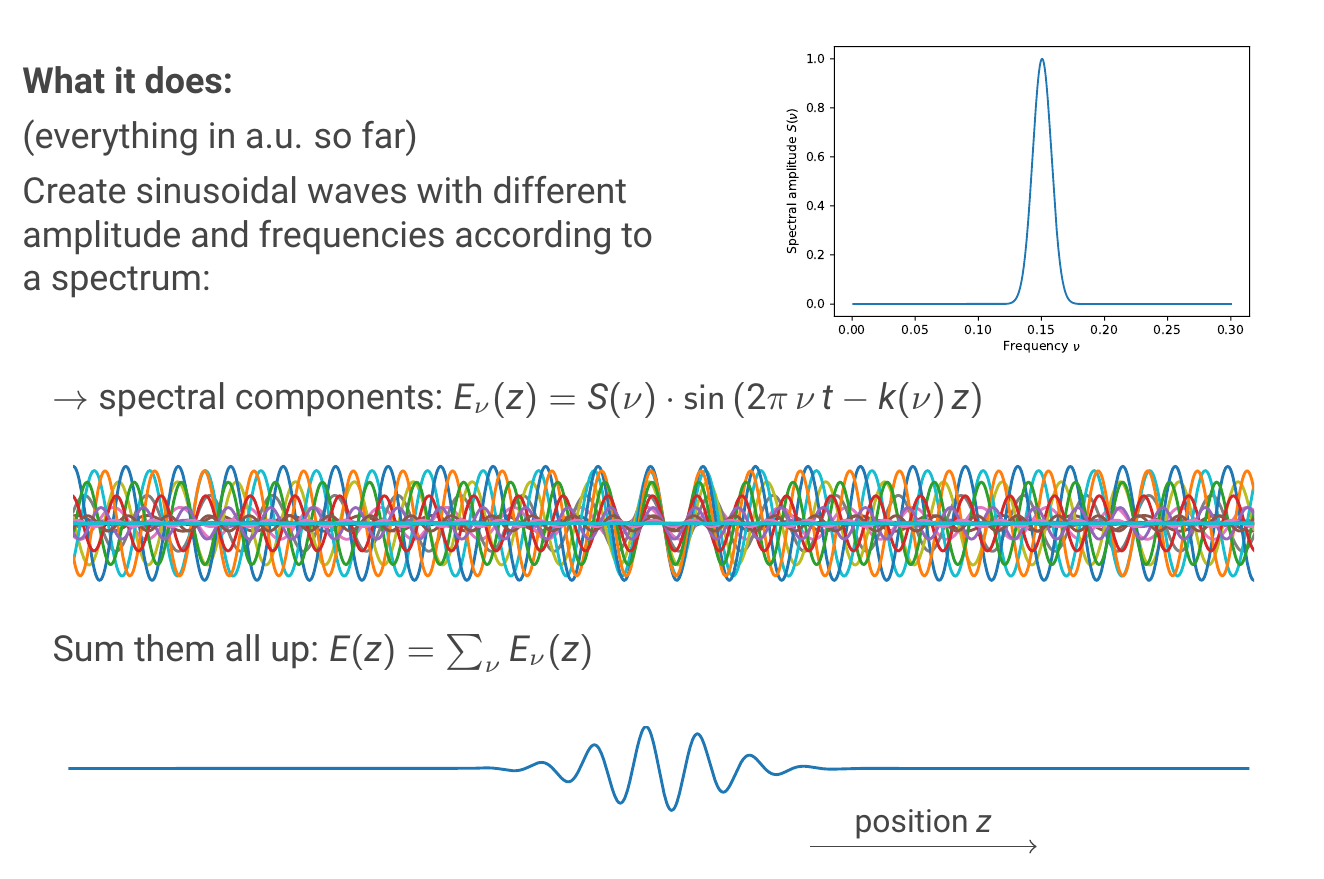 What it does:
(everything in a.u. so far)
Create sinusoidal waves with different
amplitude and frequencies according to
a spectrum:
1.0
0.8
0.6
0.4
0.2
0.0
Spectral amplitude S(ν)
0.00 0.05 0.10 0.15 0.20 0.25 0.30
Frequency ν
→ spectral components: E_ν(z) = S(ν) · sin (2π ν t − k(ν) z)
Sum them all up: E(z) = ∑_ν E_ν(z)
position z